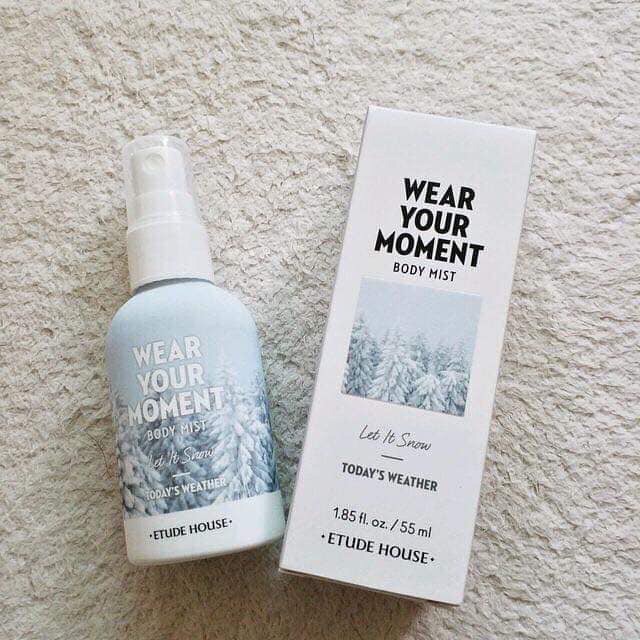 WEAR
YOUR
MOMENT
BODY MIST
Let It Snow
TODAY'S WEATHER
•ETUDE HOUSE•
WEAR
YOUR
MOMENT
BODY MIST
Let It Snow
TODAY'S WEATHER
1.85 fl. oz. / 55 ml
•ETUDE HOUSE•